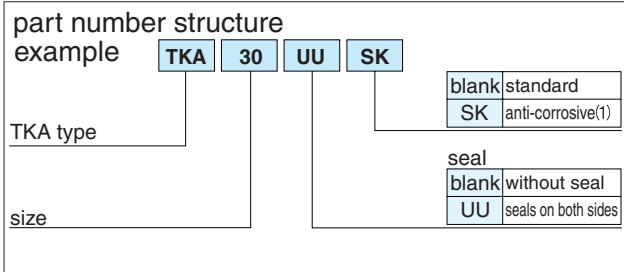 part number structure
example TKA 30 UU SK
blank standard
SK anti-corrosive(1)
TKA type
seal
blank without seal
UU seals on both sides
size